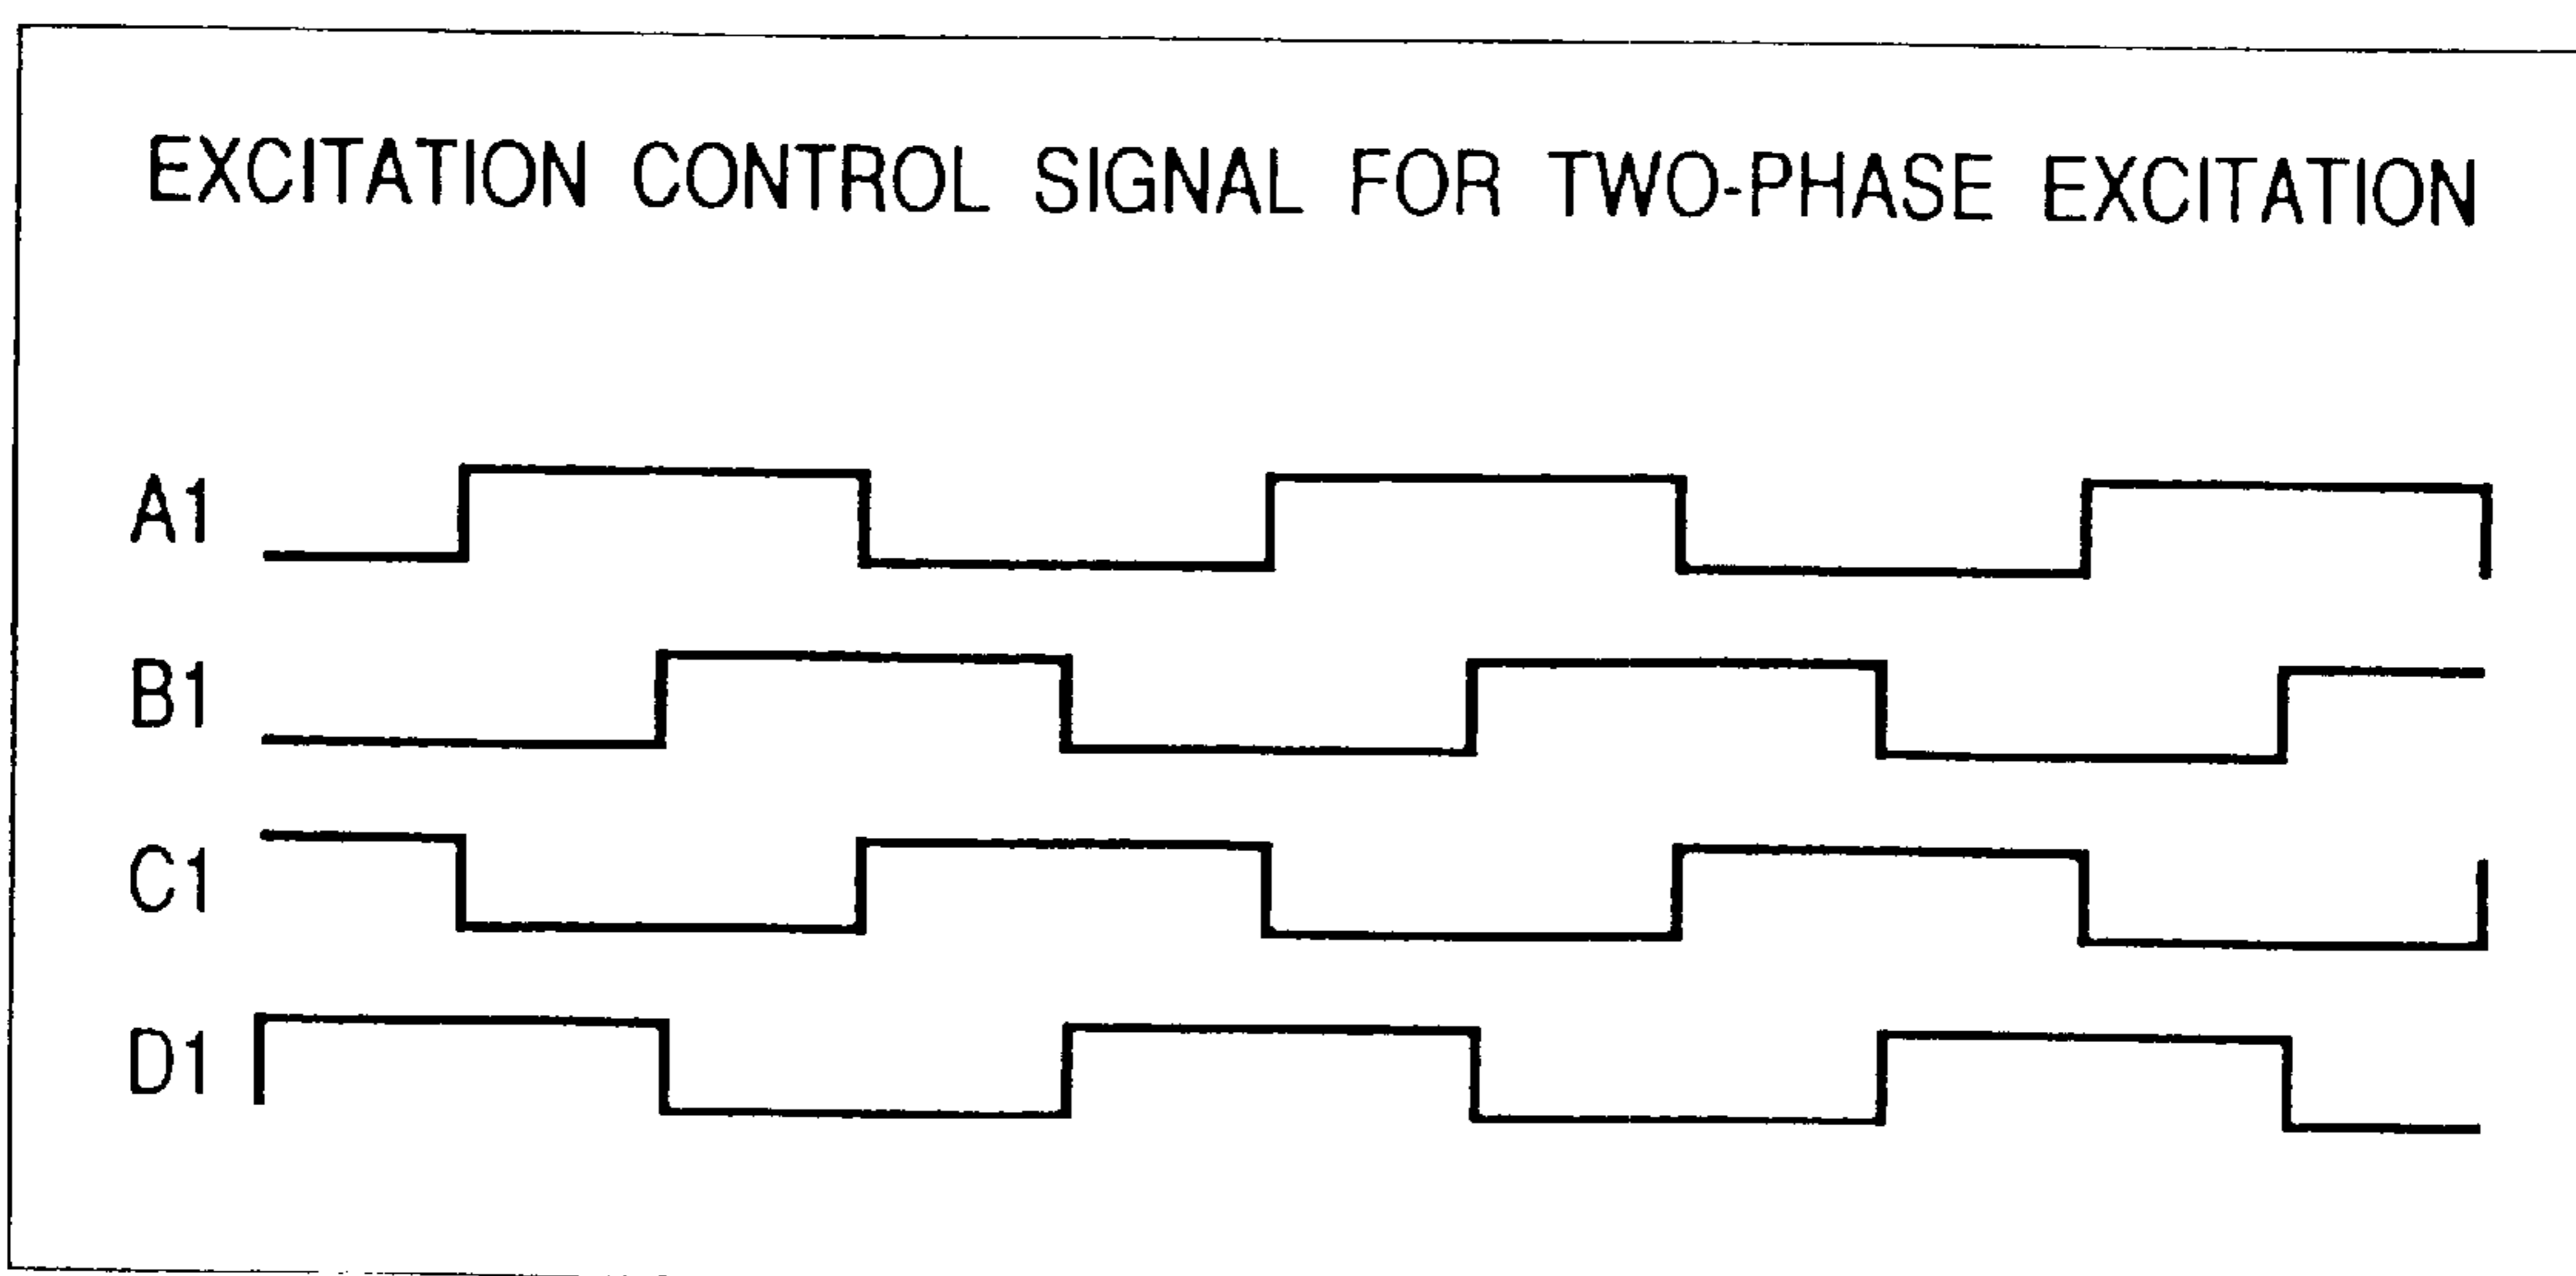 EXCITATION CONTROL SIGNAL FOR TWO-PHASE EXCITATION
A1
B1
C1
D1